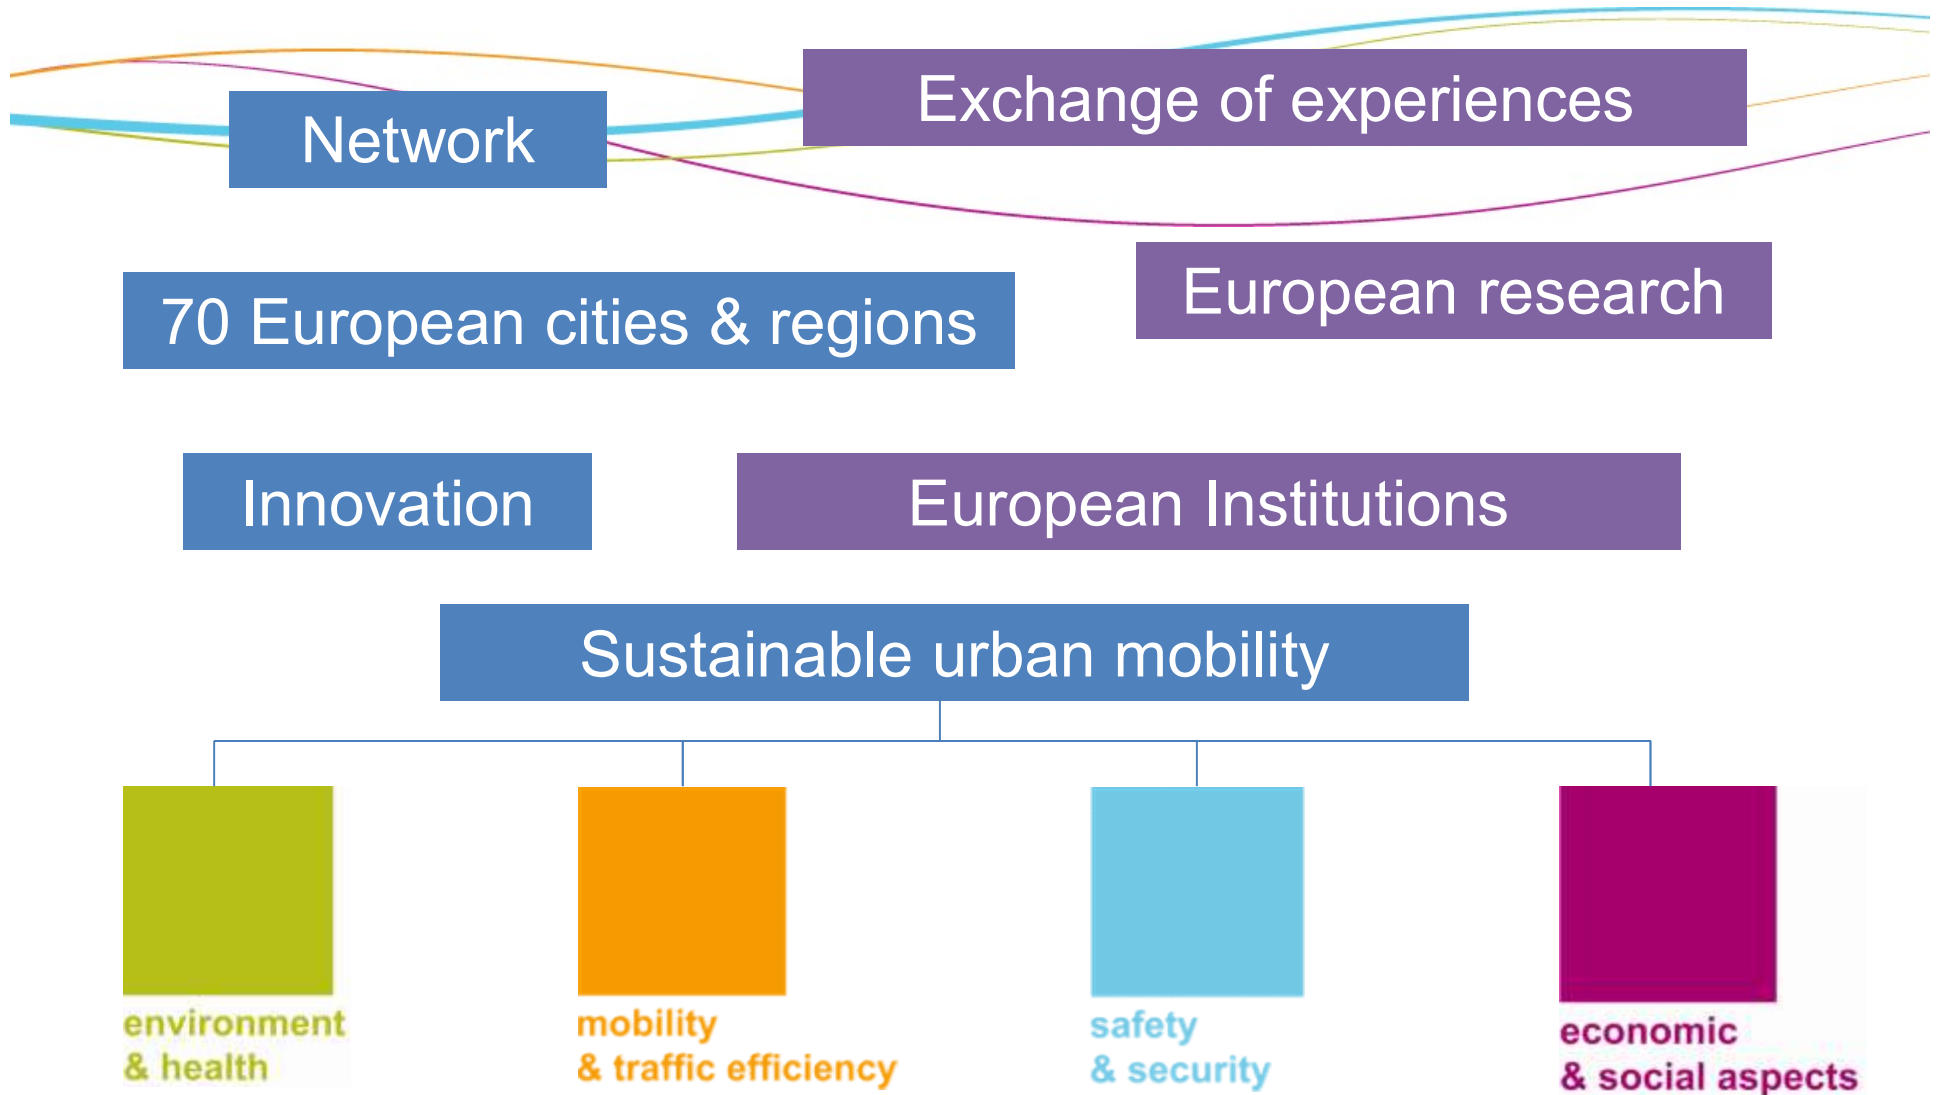 Network
Exchange of experiences
70 European cities & regions
European research
Innovation
European Institutions
Sustainable urban mobility
environment
& health
mobility
& traffic efficiency
safety
& security
economic
& social aspects